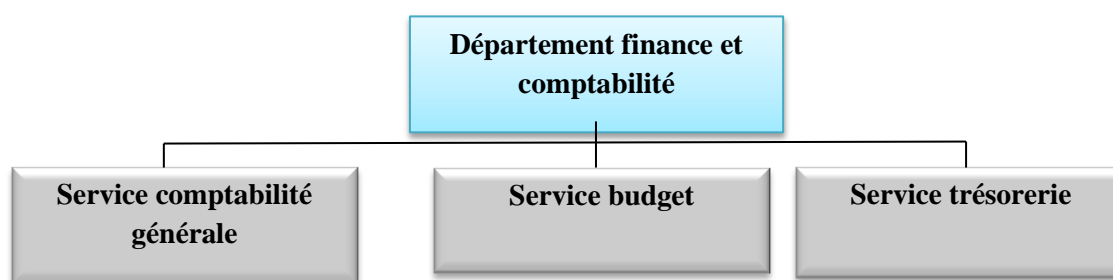 Département finance et
comptabilité
Service comptabilité
générale
Service budget
Service trésorerie